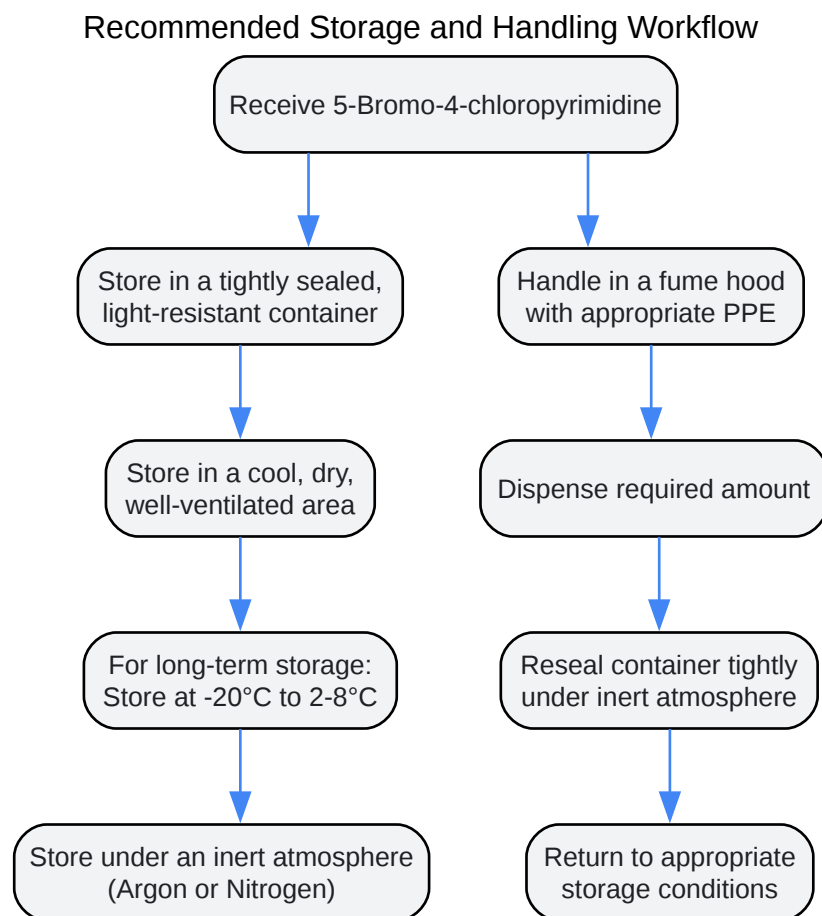 Recommended Storage and Handling Workflow
Receive 5-Bromo-4-chloropyrimidine
Store in a tightly sealed,
light-resistant container
Handle in a fume hood
with appropriate PPE
Store in a cool, dry,
well-ventilated area
Dispense required amount
For long-term storage:
Store at -20°C to 2-8°C
Reseal container tightly
under inert atmosphere
Store under an inert atmosphere
(Argon or Nitrogen)
Return to appropriate
storage conditions